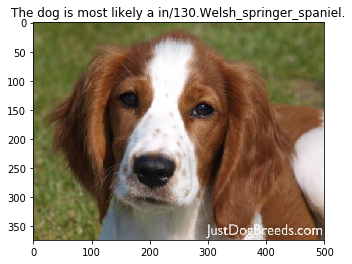 The dog is most likely a in/130.Welsh_springer_spaniel.
0
50
100
150
200
250
300
350
0 100 200 300 400 500
JustDogBreeds.com